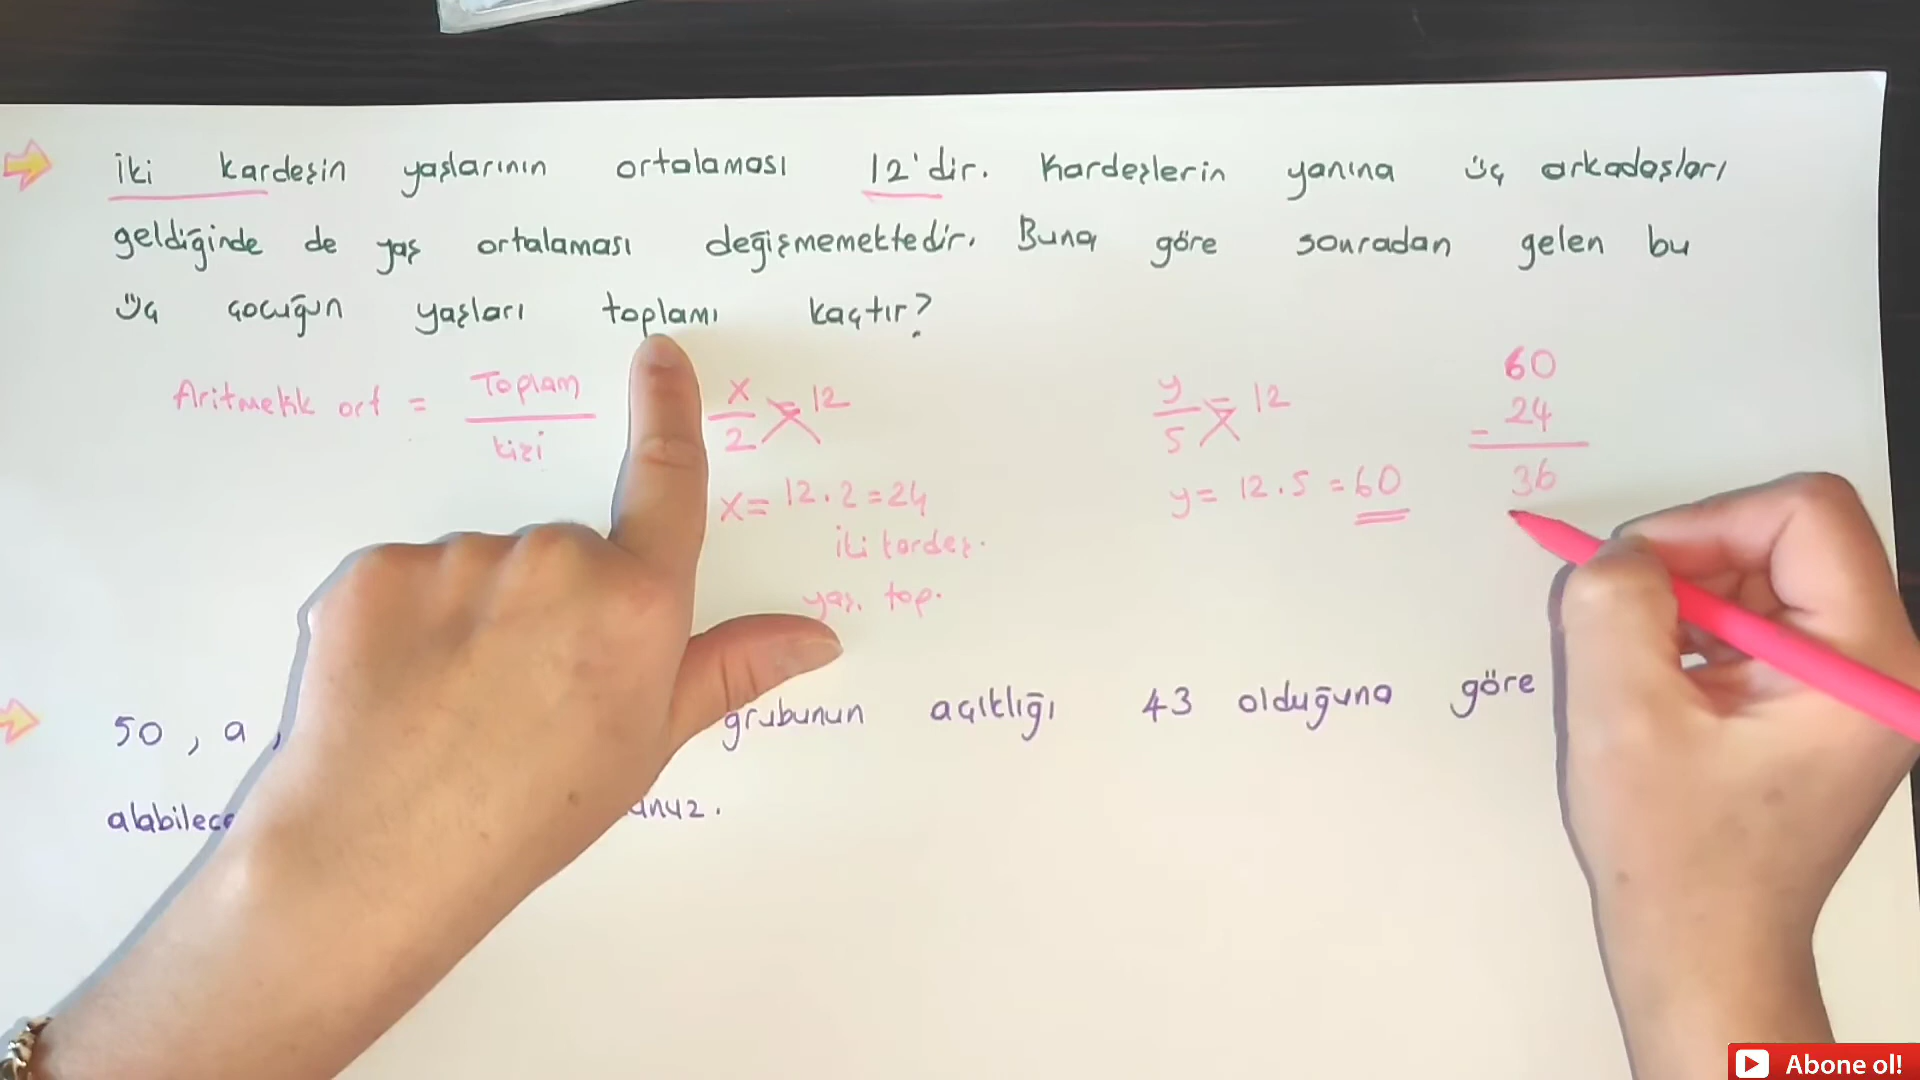 İki kardeşin yaşlarının ortalaması 12'dir. Kardeşlerin yanına üç arkadaşları
geldiğinde de yaş ortalaması değişmemektedir. Buna göre sonradan gelen bu
üç çocuğun yaşları toplamı kaçtır?
Aritmetik ort = Toplam / kişi
x / 2 = 12
x = 12.2 = 24
iki kardeş.
yaş. top.
y / 5 = 12
y = 12.5 = 60
60
- 24
36
50, a, grubunun açıklığı 43 olduğuna göre
Abone ol!